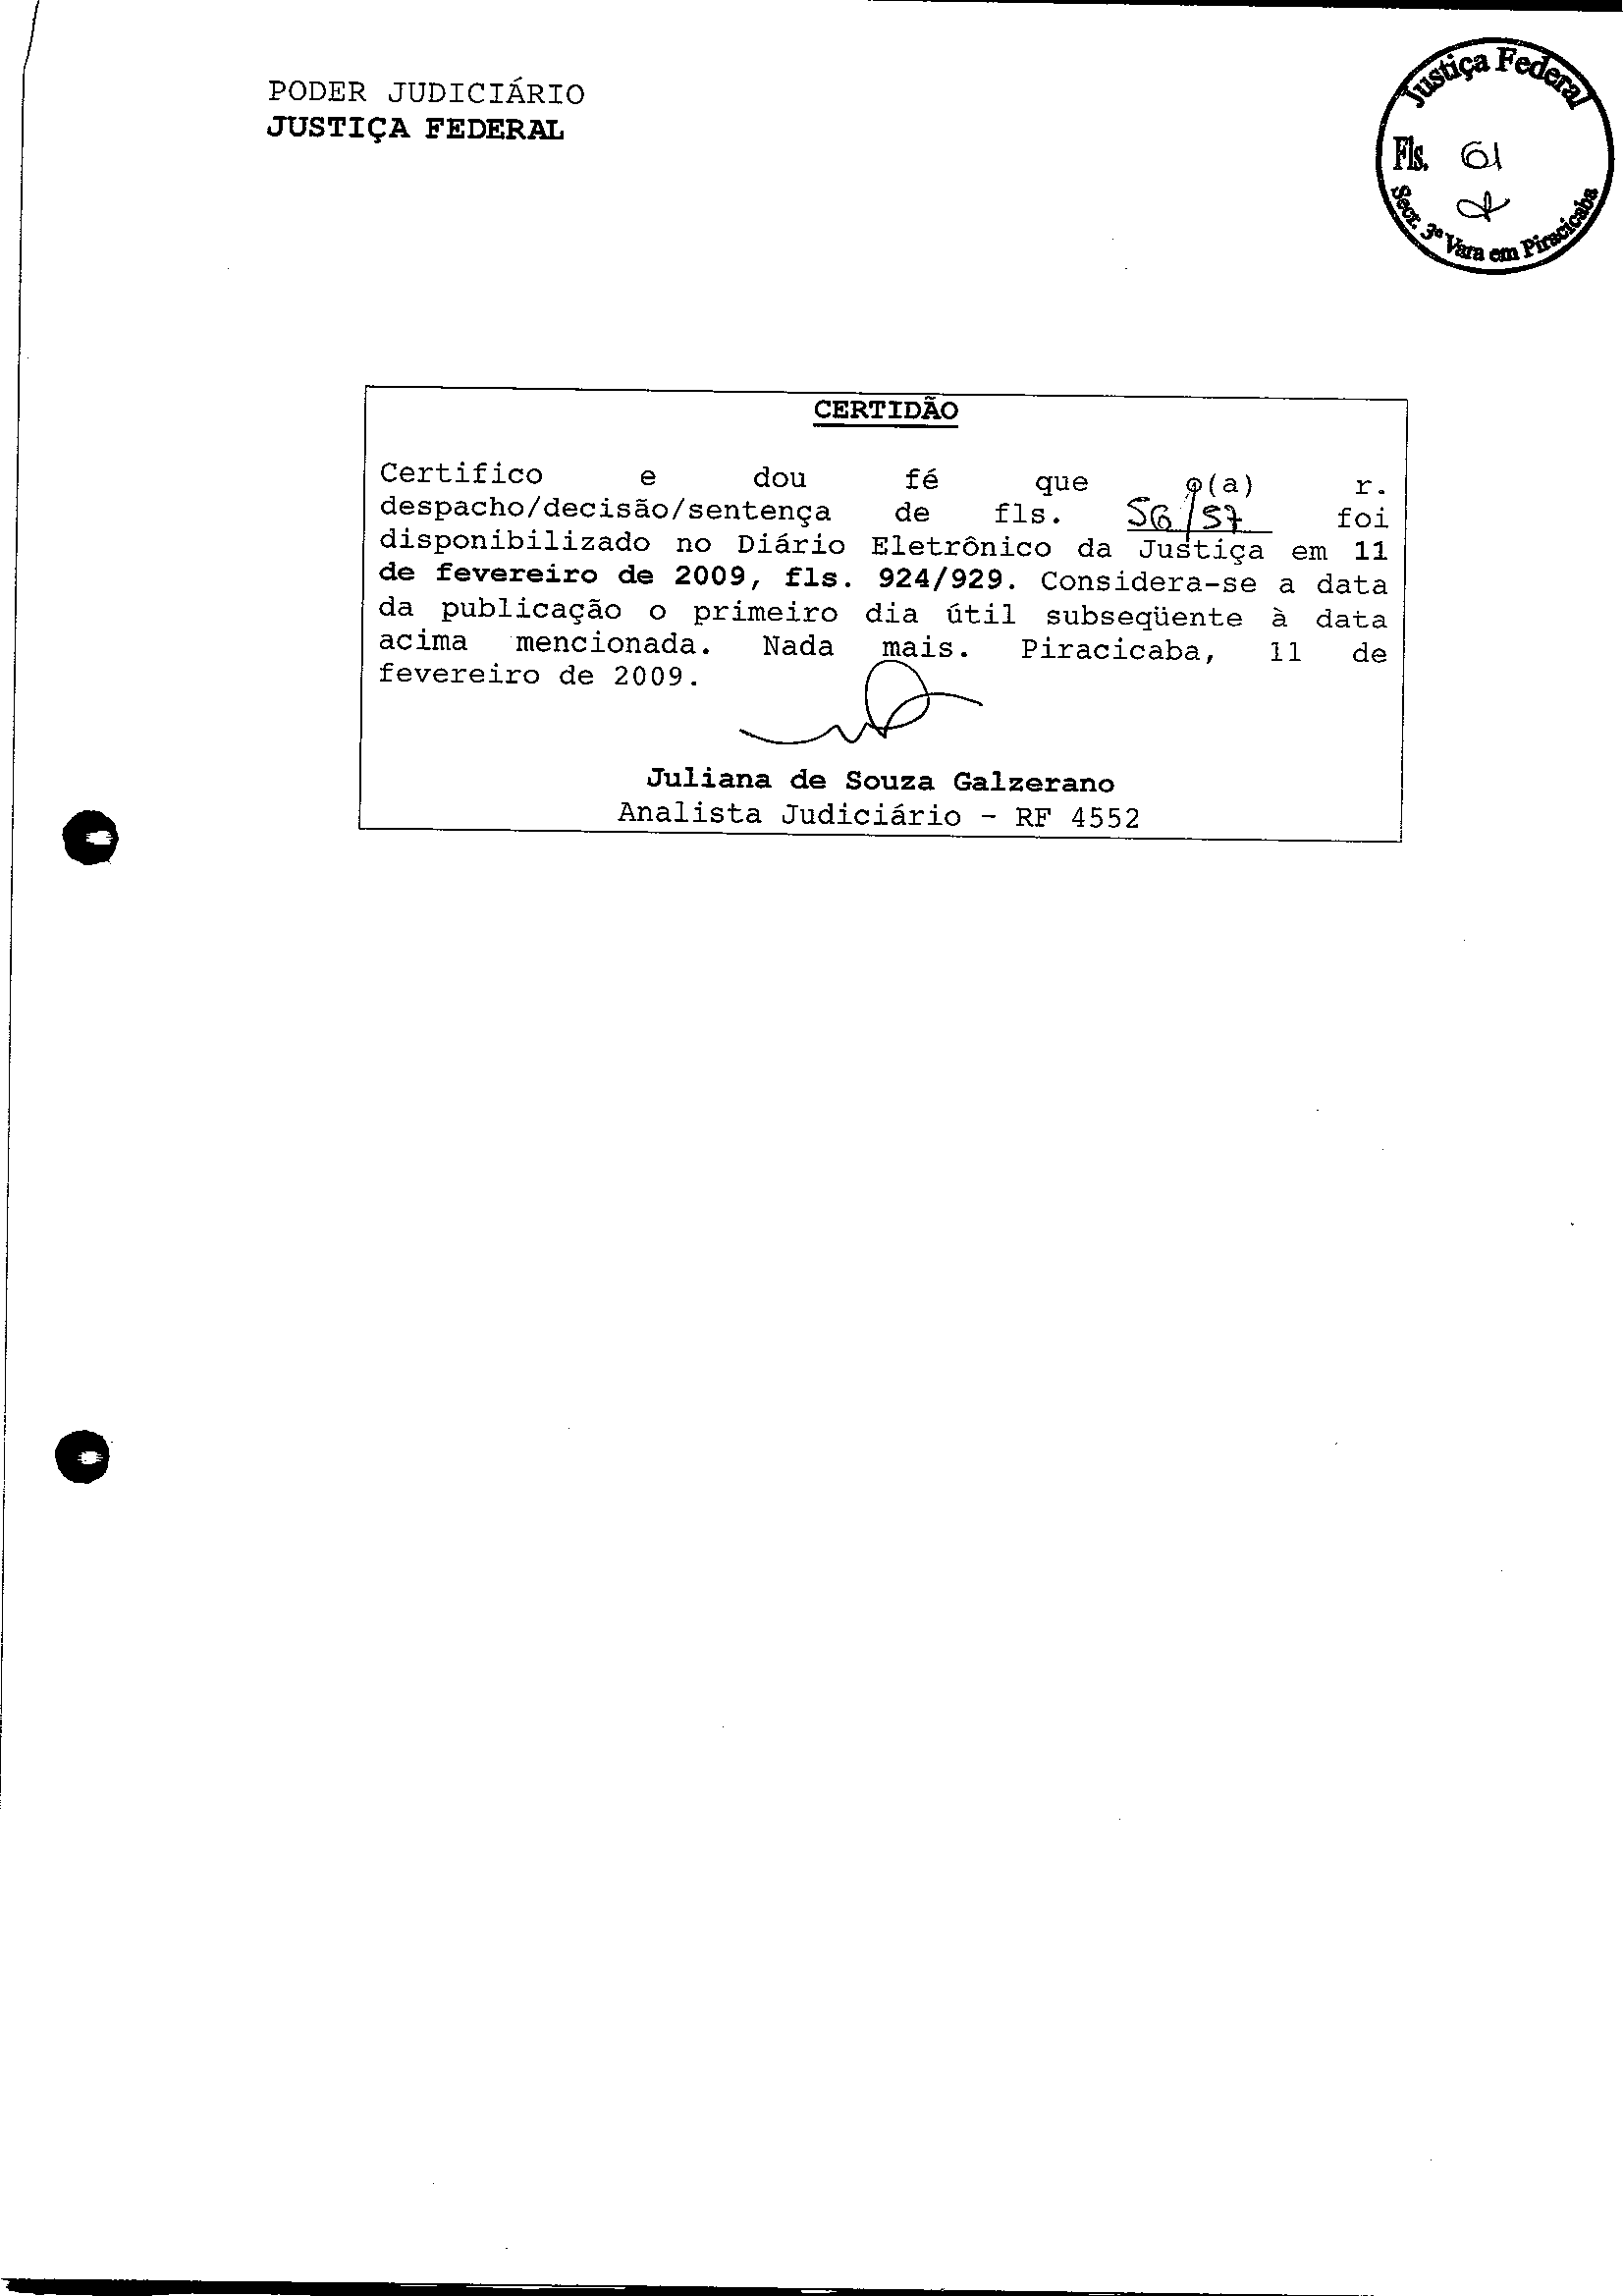 PODER JUDICIÁRIO
JUSTIÇA FEDERAL
Justiça Federal
Fls. 61
Secr. 3ª Vara em Piracicaba
CERTIDÃO
Certifico e dou fé que o(a) r.
despacho/decisão/sentença de fls. 56/57 foi
disponibilizado no Diário Eletrônico da Justiça em 11
de fevereiro de 2009, fls. 924/929. Considera-se a data
da publicação o primeiro dia útil subseqüente à data
acima mencionada. Nada mais. Piracicaba, 11 de
fevereiro de 2009.
Juliana de Souza Galzerano
Analista Judiciário - RF 4552